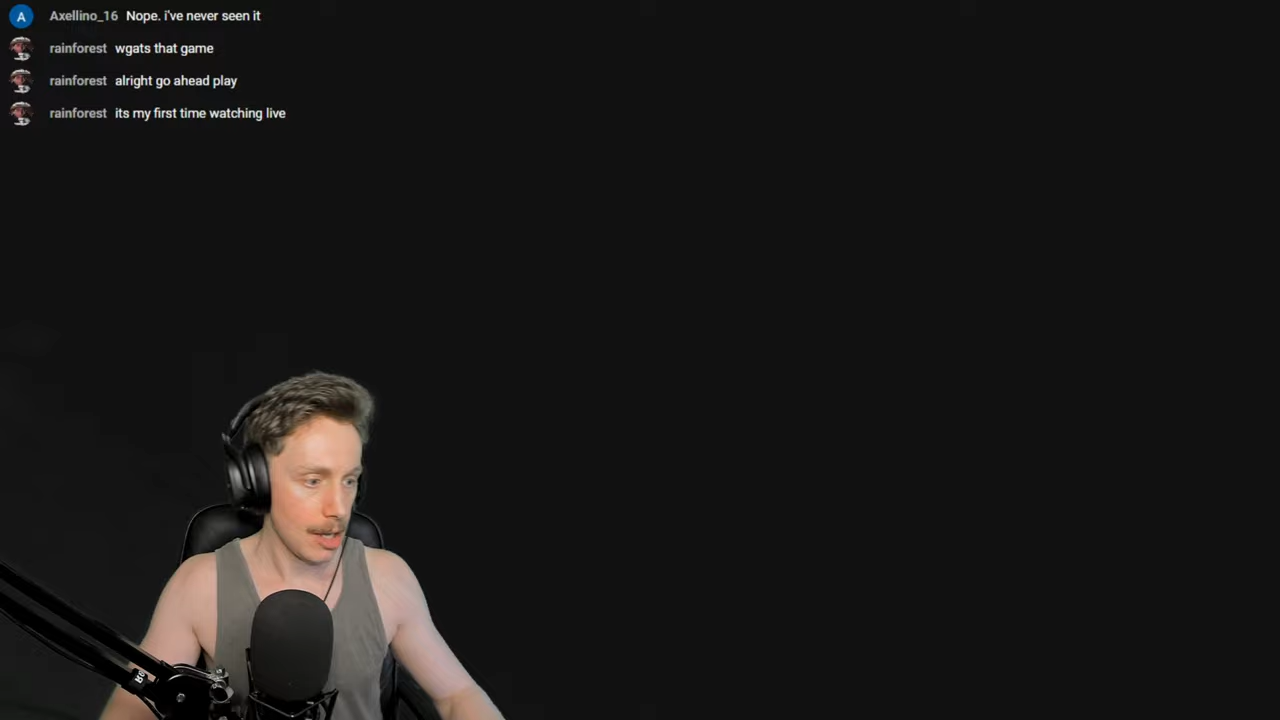 A Axellino_16 Nope. i've never seen it
rainforest wgats that game
rainforest alright go ahead play
rainforest its my first time watching live